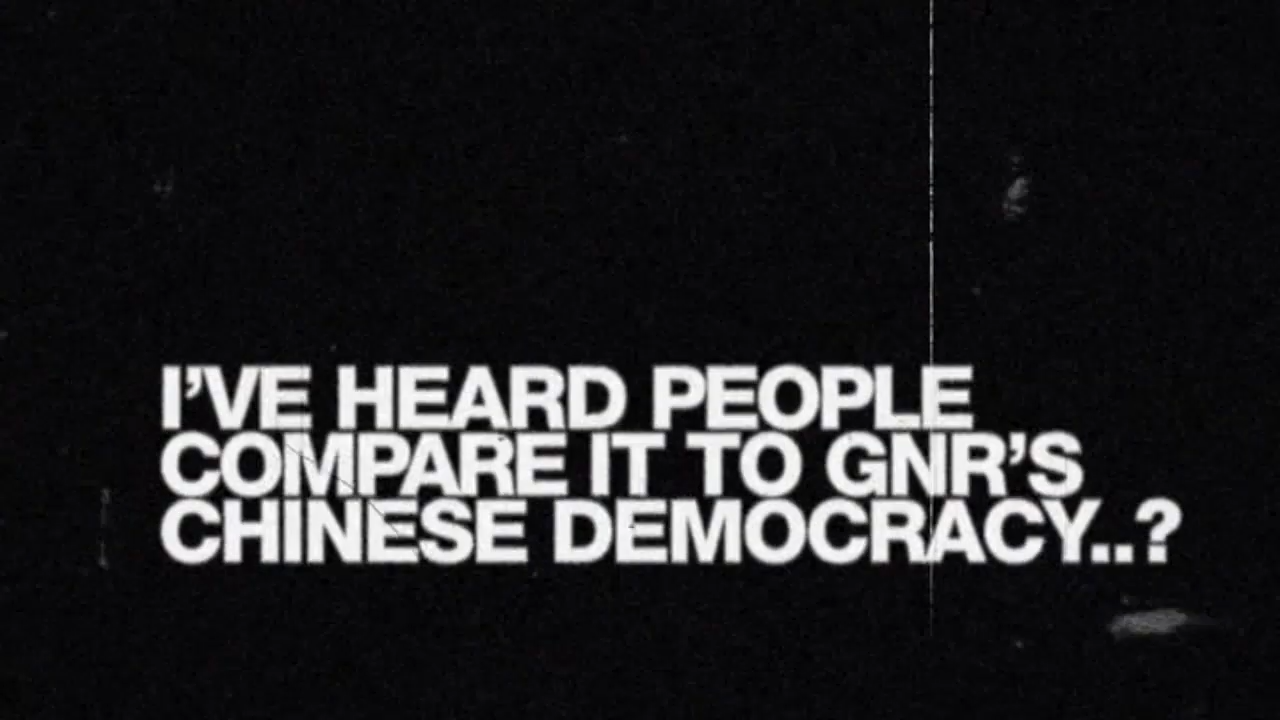 I'VE HEARD PEOPLE
COMPARE IT TO GNR'S
CHINESE DEMOCRACY..?